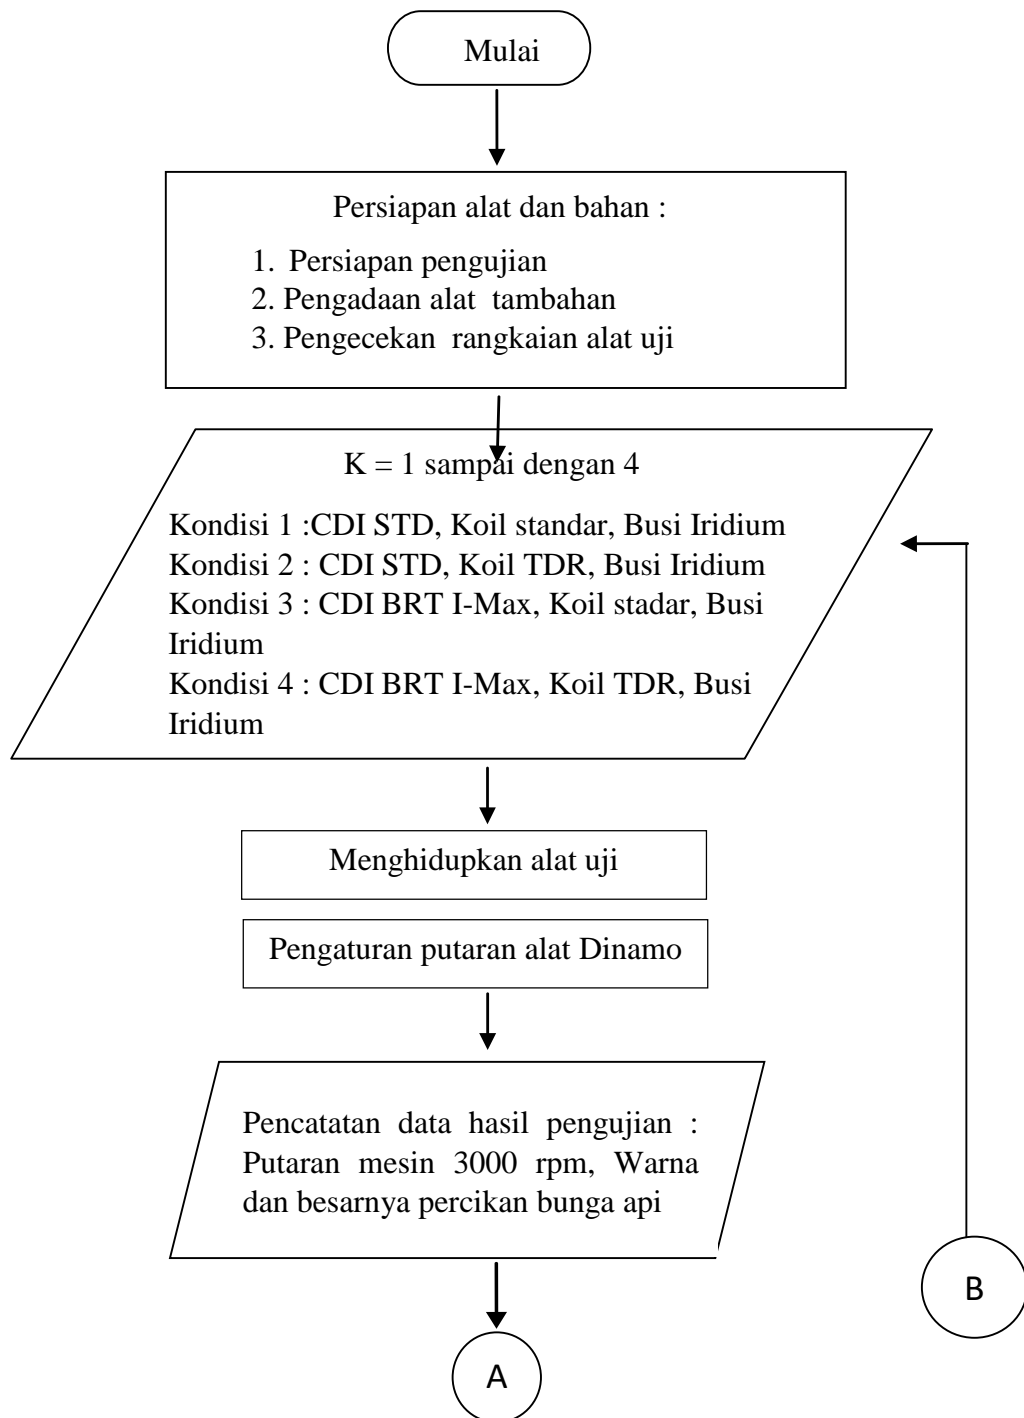 Mulai
Persiapan alat dan bahan :
1. Persiapan pengujian
2. Pengadaan alat tambahan
3. Pengecekan rangkaian alat uji
K = 1 sampai dengan 4
Kondisi 1 :CDI STD, Koil standar, Busi Iridium
Kondisi 2 : CDI STD, Koil TDR, Busi Iridium
Kondisi 3 : CDI BRT I-Max, Koil stadar, Busi
Iridium
Kondisi 4 : CDI BRT I-Max, Koil TDR, Busi
Iridium
Menghidupkan alat uji
Pengaturan putaran alat Dinamo
Pencatatan data hasil pengujian :
Putaran mesin 3000 rpm, Warna
dan besarnya percikan bunga api
B
A